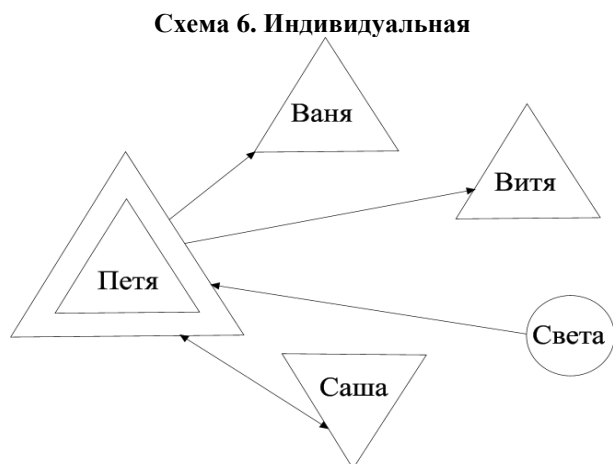 Схема 6. Индивидуальная
Ваня
Витя
Петя
Света
Саша